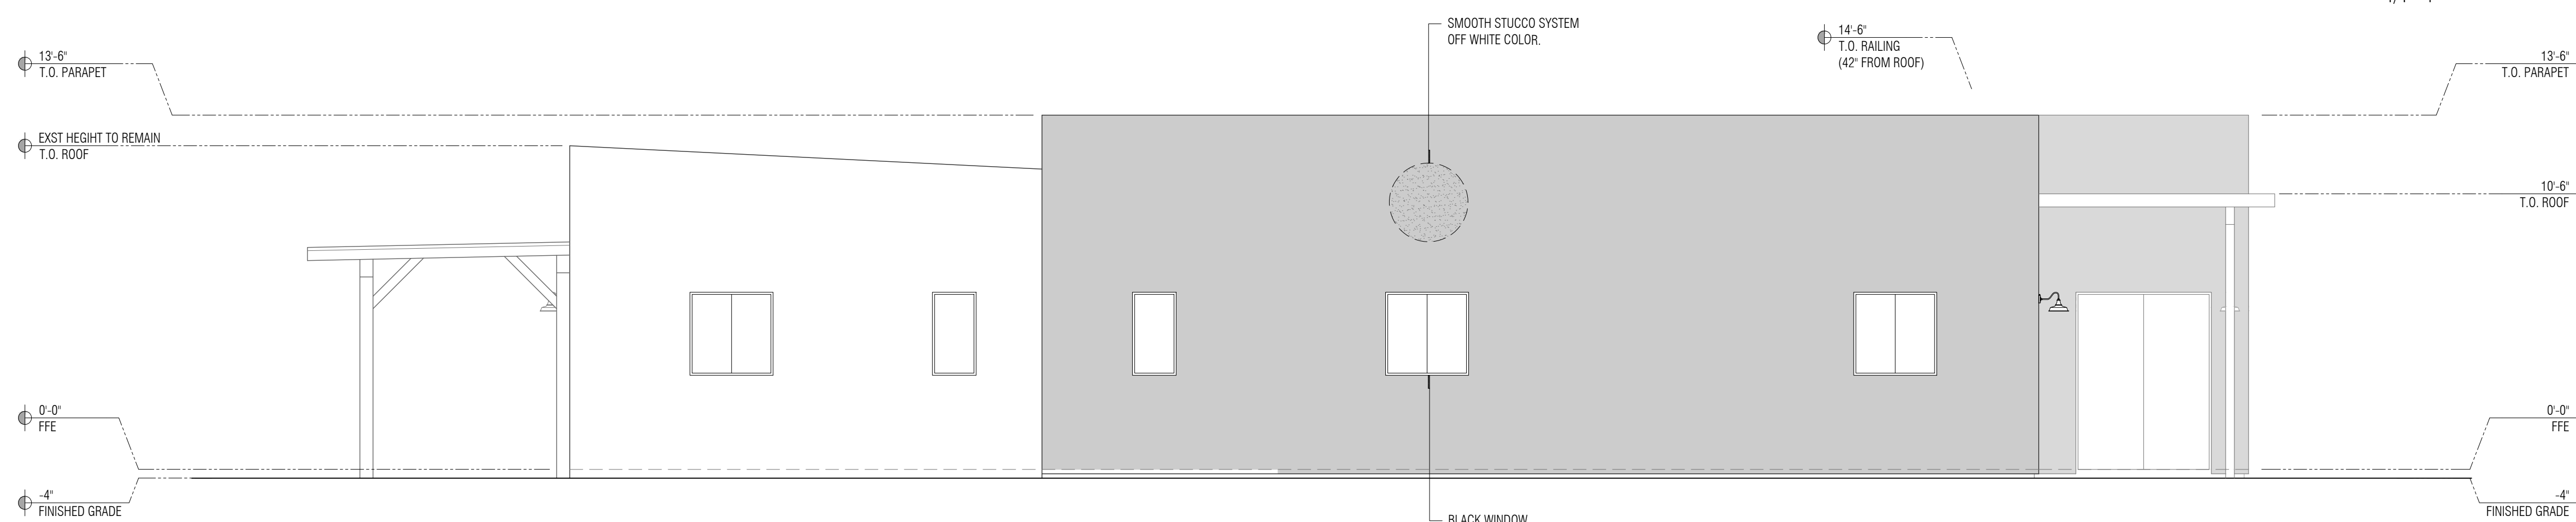 SMOOTH STUCCO SYSTEM
OFF WHITE COLOR.
14'-6"
T.O. RAILING
(42" FROM ROOF)
13'-6"
T.O. PARAPET
13'-6"
T.O. PARAPET
EXST HEGIHT TO REMAIN
T.O. ROOF
10'-6"
T.O. ROOF
0'-0"
FFE
0'-0"
FFE
-4"
FINISHED GRADE
-4"
FINISHED GRADE
BLACK WINDOW